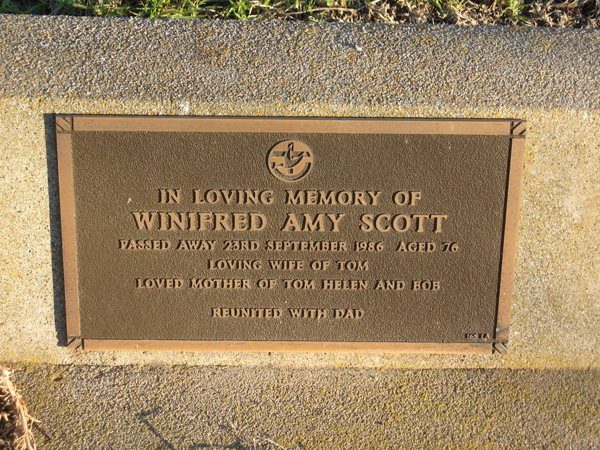 IN LOVING MEMORY OF
WINIFRED AMY SCOTT
PASSED AWAY 23RD SEPTEMBER 1986 AGED 76
LOVING WIFE OF TOM
LOVED MOTHER OF TOM HELEN AND BOB
REUNITED WITH DAD